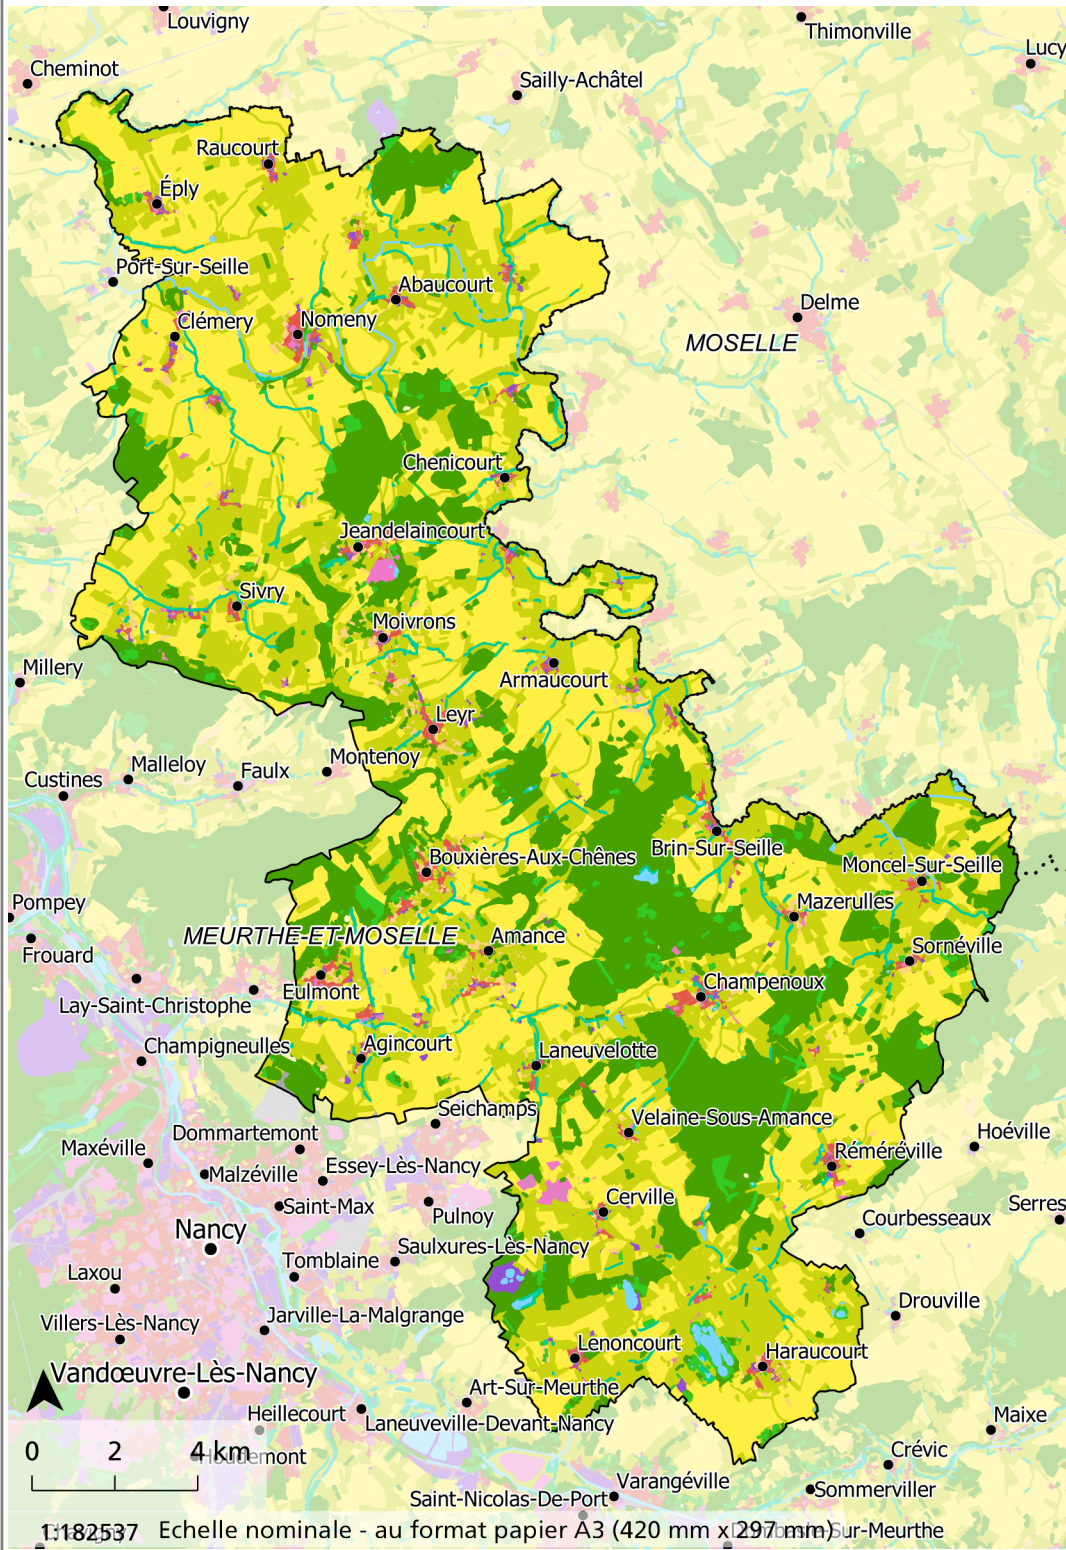 Louvigny
Thimonville
Lucy
Cheminot
Sailly-Achâtel
Raucourt
Éply
Port-Sur-Seille
Abaucourt
Delme
Clémery
Nomeny
MOSELLE
Chenicourt
Jeandelaincourt
Sivry
Moivrons
Millery
Armaucourt
Leyr
Montenoy
Malleloy
Faulx
Custines
Brin-Sur-Seille
Bouxières-Aux-Chênes
Moncel-Sur-Seille
Pompey
Mazerulles
MEURTHE-ET-MOSELLE
Amance
Sornéville
Frouard
Champenoux
Eulmont
Lay-Saint-Christophe
Champigneulles
Agincourt
Laneuvelotte
Seichamps
Velaine-Sous-Amance
Dommartemont
Hoéville
Maxéville
Réméréville
Essey-Lès-Nancy
Malzéville
Saint-Max
Cerville
Serres
Pulnoy
Courbesseaux
Nancy
Saulxures-Lès-Nancy
Tomblaine
Laxou
Drouville
Jarville-La-Malgrange
Villers-Lès-Nancy
Lenoncourt
Haraucourt
Vandœuvre-Lès-Nancy
Art-Sur-Meurthe
Heillecourt
Laneuveville-Devant-Nancy
Maixe
0 2 4 km
Houdemont
Crévic
Varangéville
Sommerviller
Saint-Nicolas-De-Port
1:182537 Echelle nominale - au format papier A3 (420 mm x 297 mm)
Dombasle-Sur-Meurthe